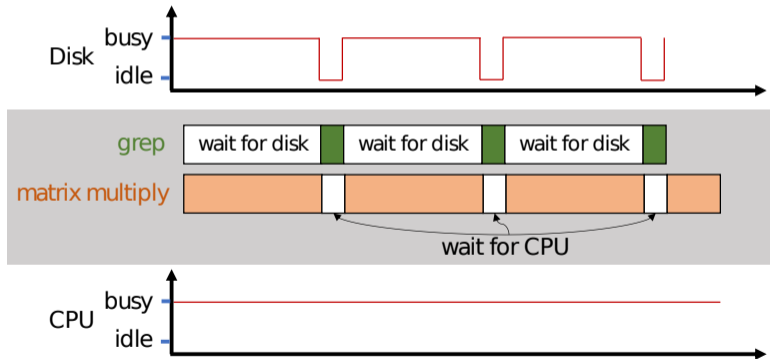 busy
Disk
idle
grep
wait for disk wait for disk wait for disk
matrix multiply
wait for CPU
busy
CPU
idle